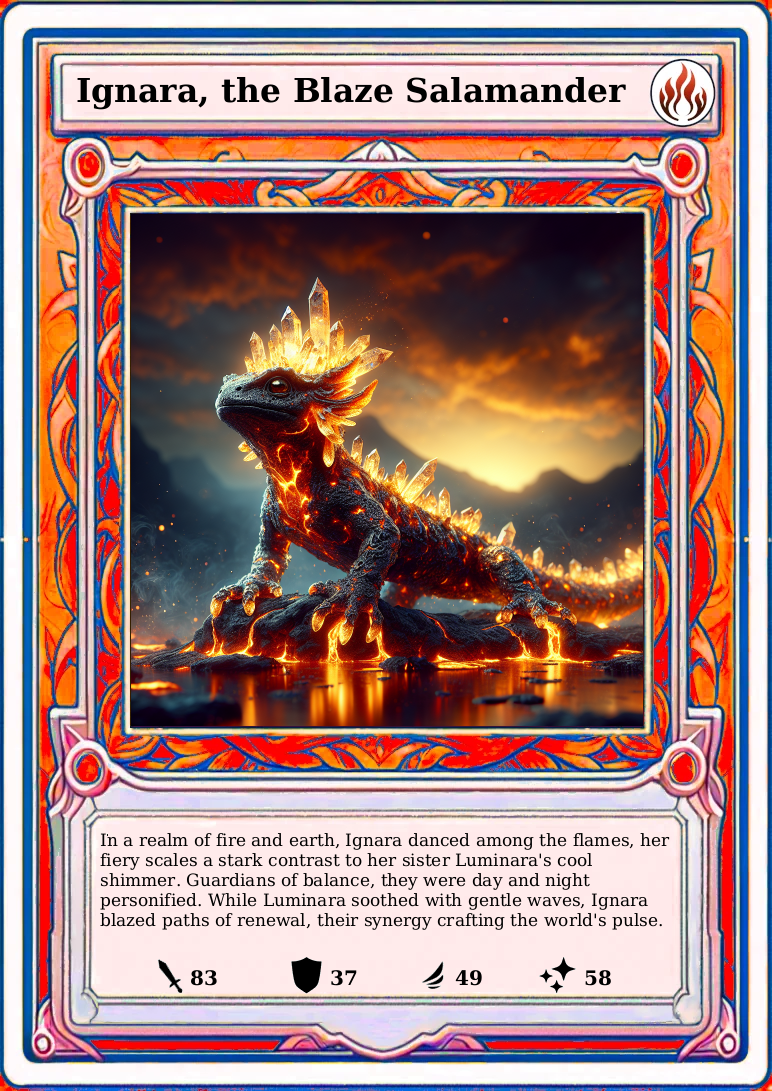 Ignara, the Blaze Salamander
In a realm of fire and earth, Ignara danced among the flames, her
fiery scales a stark contrast to her sister Luminara's cool
shimmer. Guardians of balance, they were day and night
personified. While Luminara soothed with gentle waves, Ignara
blazed paths of renewal, their synergy crafting the world's pulse.
83 37 49 58